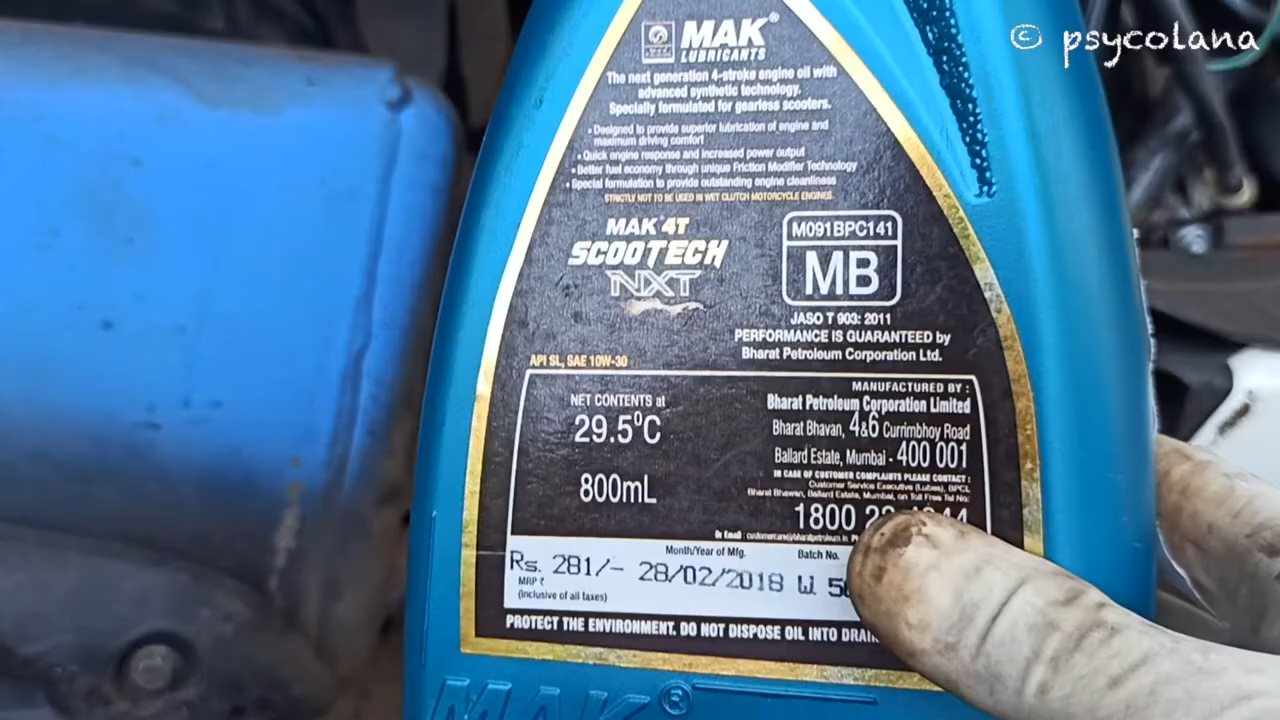 © psycolana
MAK®
LUBRICANTS
The next generation 4-stroke engine oil with
advanced synthetic technology.
Specially formulated for gearless scooters.
• Designed to provide superior lubrication of engine and
maximum driving comfort
• Quick engine response and increased power output
• Better fuel economy through unique Friction Modifier Technology
• Special formulation to provide outstanding engine cleanliness
STRICTLY NOT TO BE USED IN WET CLUTCH MOTORCYCLE ENGINES.
MAK 4T
SCOOTECH
NXT
M091BPC141
MB
JASO T 903: 2011
PERFORMANCE IS GUARANTEED by
Bharat Petroleum Corporation Ltd.
API SL, SAE 10W-30
NET CONTENTS at
29.5°C
800mL
MANUFACTURED BY :
Bharat Petroleum Corporation Limited
Bharat Bhavan, 4&6 Currimbhoy Road
Ballard Estate, Mumbai - 400 001
IN CASE OF CUSTOMER COMPLAINTS PLEASE CONTACT :
Customer Service Executive (Lubes), BPCL
Bharat Bhawan, Ballard Estate, Mumbai, on Toll Free Tel No:
1800
Or Email : customercare@bharatpetroleum.in
Month/Year of Mfg.
Batch No.
Rs. 281/- 28/02/2018 W
MRP ₹
(Inclusive of all taxes)
PROTECT THE ENVIRONMENT. DO NOT DISPOSE OIL INTO
MAK®